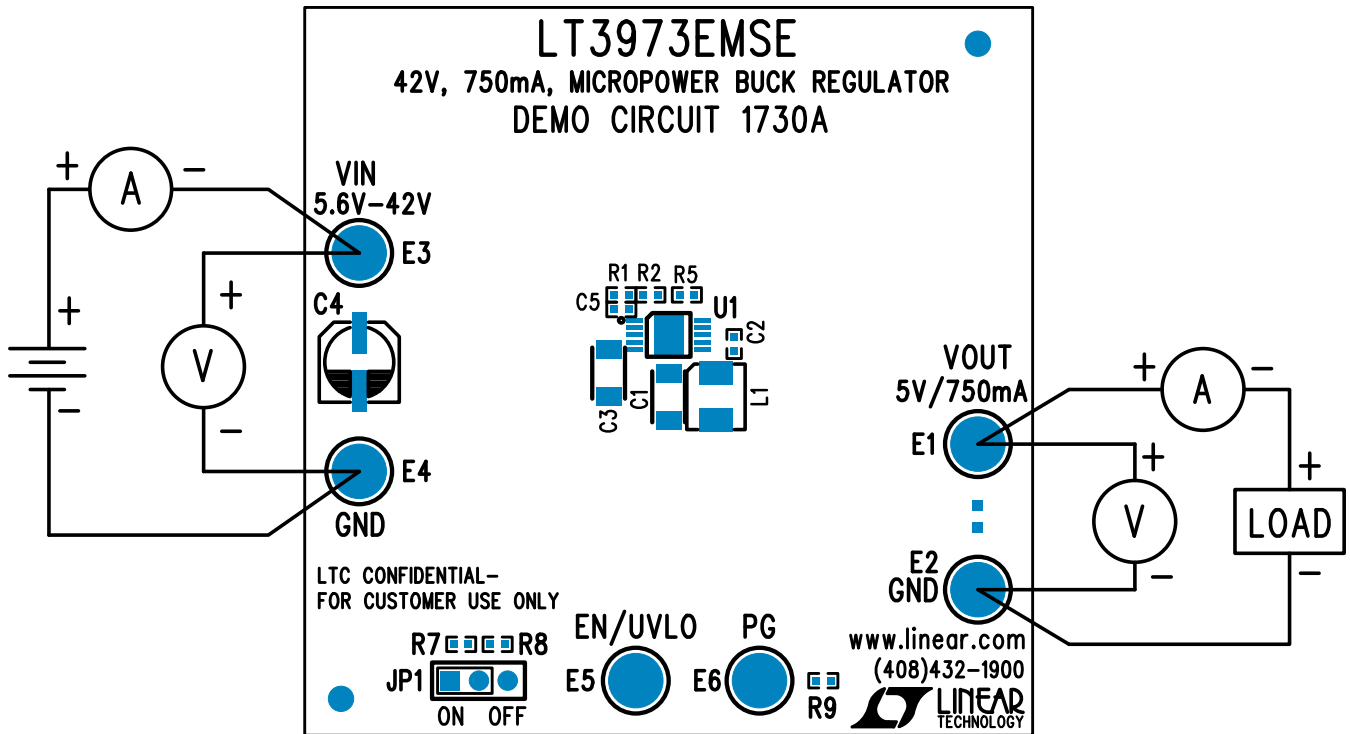 LT3973EMSE
42V, 750mA, MICROPOWER BUCK REGULATOR
DEMO CIRCUIT 1730A
+ A −
VIN
5.6V−42V
E3
+
+
C4
V
−
−
E4
GND
R1 R2 R5
C5
U1
C2
C3
C1
L1
VOUT
5V/750mA
+ A −
E1
+
+
V
LOAD
−
−
E2
GND
LTC CONFIDENTIAL−
FOR CUSTOMER USE ONLY
R7 R8
JP1
ON OFF
EN/UVLO
E5
PG
E6
R9
www.linear.com
(408)432−1900
LINEAR
TECHNOLOGY